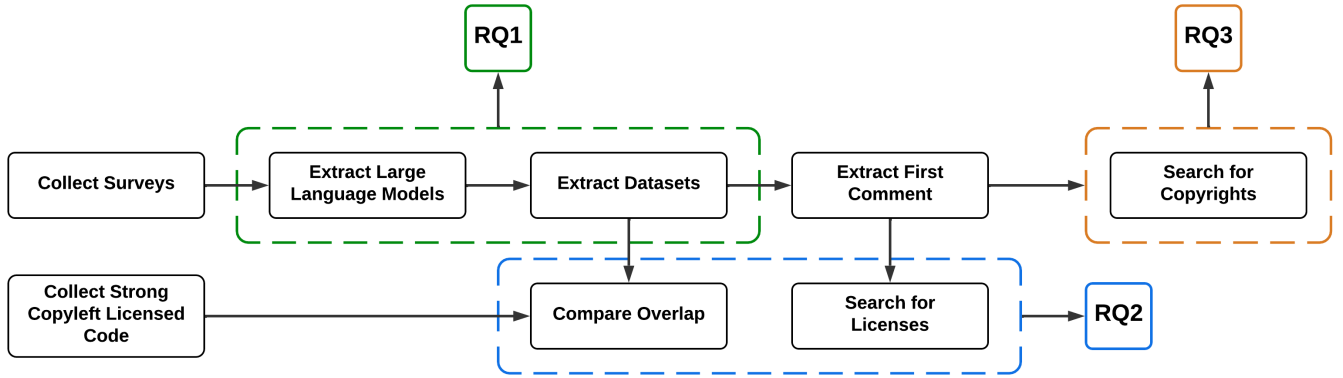 RQ1
RQ3
Collect Surveys
Extract Large
Language Models
Extract Datasets
Extract First
Comment
Search for
Copyrights
Collect Strong
Copyleft Licensed
Code
Compare Overlap
Search for
Licenses
RQ2